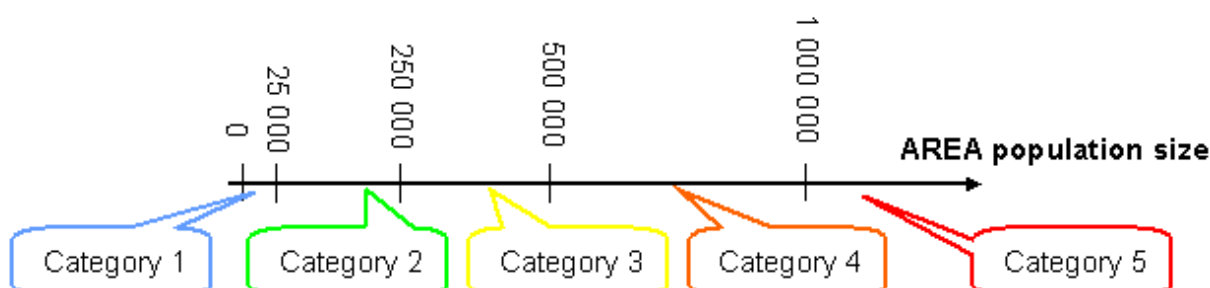 0
25 000
250 000
500 000
1 000 000
AREA population size
Category 1
Category 2
Category 3
Category 4
Category 5